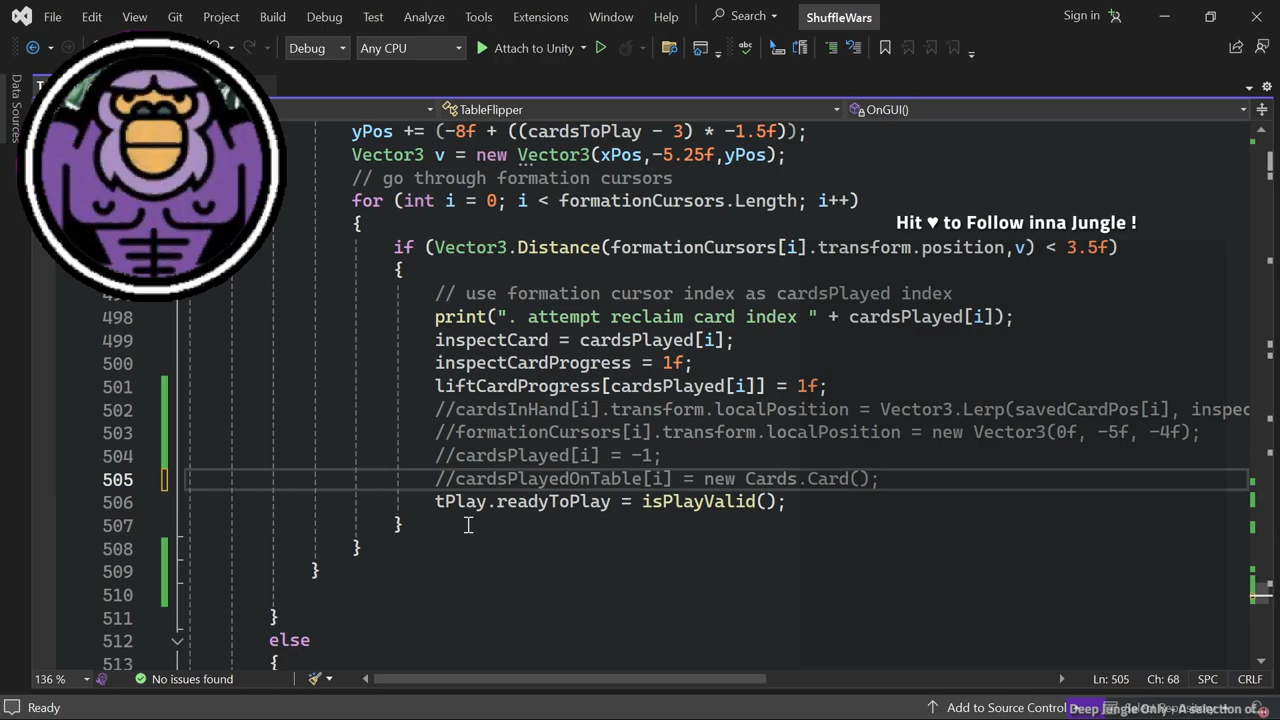 File Edit View Git Project Build Debug Test Analyze Tools Extensions Window Help Search ShuffleWars Sign in
Debug Any CPU Attach to Unity
Data Sources
TableFlipper OnGUI()
yPos += (-8f + ((cardsToPlay - 3) * -1.5f));
Vector3 v = new Vector3(xPos,-5.25f,yPos);
// go through formation cursors
for (int i = 0; i < formationCursors.Length; i++)
{
Hit ♥ to Follow inna Jungle !
if (Vector3.Distance(formationCursors[i].transform.position,v) < 3.5f)
{
// use formation cursor index as cardsPlayed index
498 print(". attempt reclaim card index " + cardsPlayed[i]);
499 inspectCard = cardsPlayed[i];
500 inspectCardProgress = 1f;
501 liftCardProgress[cardsPlayed[i]] = 1f;
502 //cardsInHand[i].transform.localPosition = Vector3.Lerp(savedCardPos[i], inspec
503 //formationCursors[i].transform.localPosition = new Vector3(0f, -5f, -4f);
504 //cardsPlayed[i] = -1;
505 //cardsPlayedOnTable[i] = new Cards.Card();
506 tPlay.readyToPlay = isPlayValid();
507 }
508 }
509 }
510
511 }
512 else
513 {
136 % No issues found Ln: 505 Ch: 68 SPC CRLF
Ready Add to Source Control
Deep Jungle Only - A selection of..